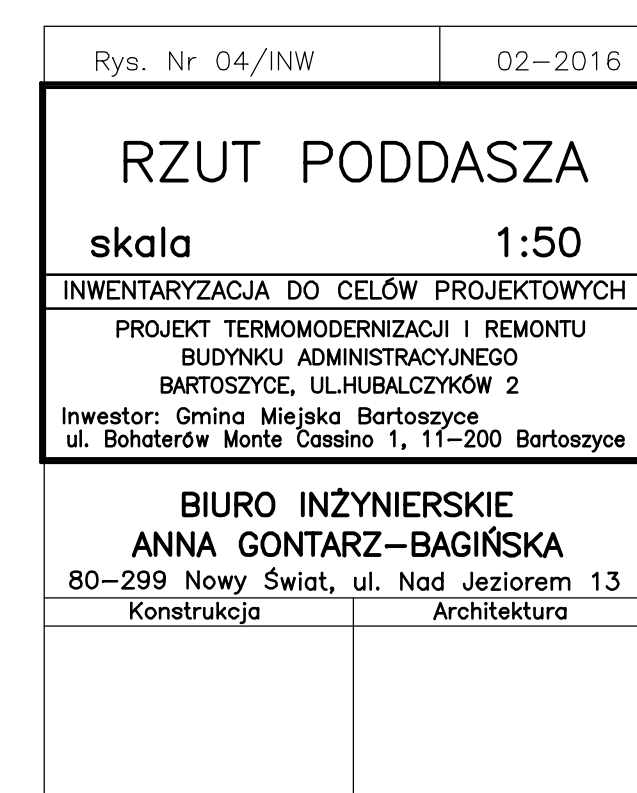 Rys. Nr 04/INW 02-2016
RZUT PODDASZA
skala 1:50
INWENTARYZACJA DO CELÓW PROJEKTOWYCH
PROJEKT TERMOMODERNIZACJI I REMONTU
BUDYNKU ADMINISTRACYJNEGO
BARTOSZYCE, UL.HUBALCZYKÓW 2
Inwestor: Gmina Miejska Bartoszyce
ul. Bohaterów Monte Cassino 1, 11-200 Bartoszyce
BIURO INŻYNIERSKIE
ANNA GONTARZ-BAGIŃSKA
80-299 Nowy Świat, ul. Nad Jeziorem 13
Konstrukcja Architektura